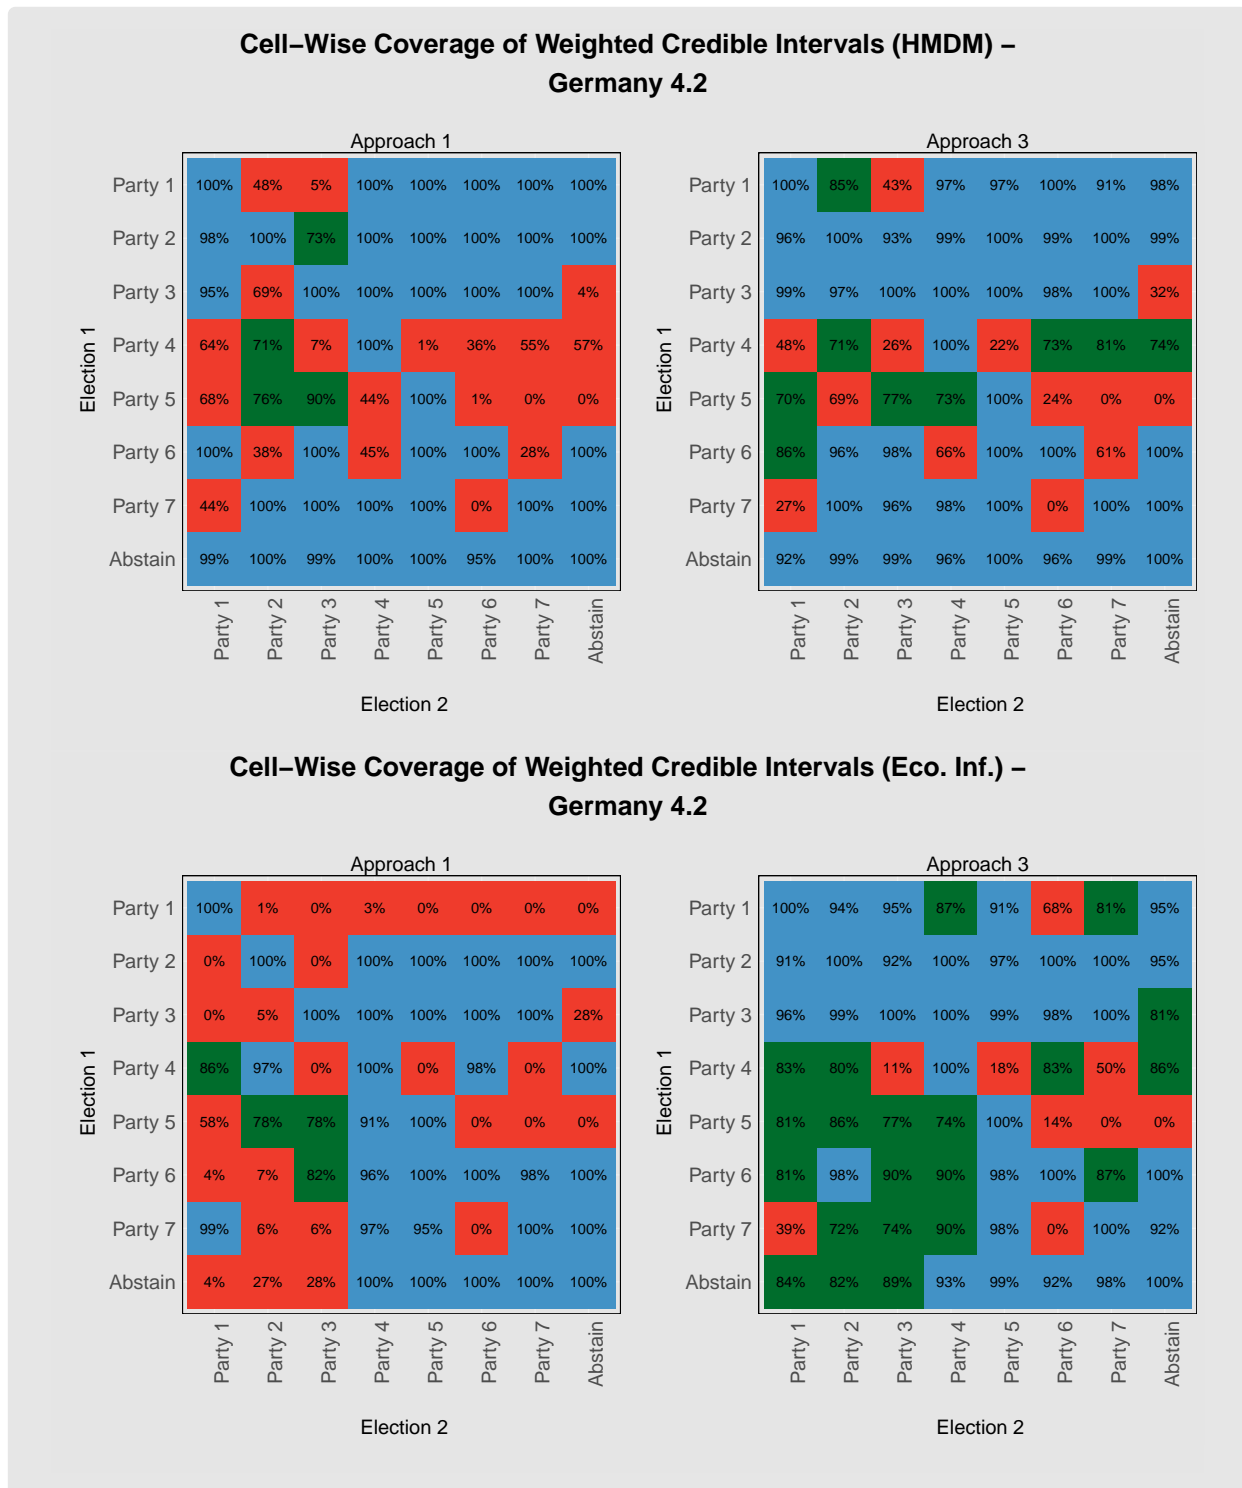 Cell–Wise Coverage of Weighted Credible Intervals (HMDM) –
Germany 4.2
Approach 1
Election 1
Party 1 100% 48% 5% 100% 100% 100% 100% 100%
Party 2 98% 100% 73% 100% 100% 100% 100% 100%
Party 3 95% 69% 100% 100% 100% 100% 100% 4%
Party 4 64% 71% 7% 100% 1% 36% 55% 57%
Party 5 68% 76% 90% 44% 100% 1% 0% 0%
Party 6 100% 38% 100% 45% 100% 100% 28% 100%
Party 7 44% 100% 100% 100% 100% 0% 100% 100%
Abstain 99% 100% 99% 100% 100% 95% 100% 100%
Party 1 Party 2 Party 3 Party 4 Party 5 Party 6 Party 7 Abstain
Election 2
Approach 3
Election 1
Party 1 100% 85% 43% 97% 97% 100% 91% 98%
Party 2 96% 100% 93% 99% 100% 99% 100% 99%
Party 3 99% 97% 100% 100% 100% 98% 100% 32%
Party 4 48% 71% 26% 100% 22% 73% 81% 74%
Party 5 70% 69% 77% 73% 100% 24% 0% 0%
Party 6 86% 96% 98% 66% 100% 100% 61% 100%
Party 7 27% 100% 96% 98% 100% 0% 100% 100%
Abstain 92% 99% 99% 96% 100% 96% 99% 100%
Party 1 Party 2 Party 3 Party 4 Party 5 Party 6 Party 7 Abstain
Election 2
Cell–Wise Coverage of Weighted Credible Intervals (Eco. Inf.) –
Germany 4.2
Approach 1
Election 1
Party 1 100% 1% 0% 3% 0% 0% 0% 0%
Party 2 0% 100% 0% 100% 100% 100% 100% 100%
Party 3 0% 5% 100% 100% 100% 100% 100% 28%
Party 4 86% 97% 0% 100% 0% 98% 0% 100%
Party 5 58% 78% 78% 91% 100% 0% 0% 0%
Party 6 4% 7% 82% 96% 100% 100% 98% 100%
Party 7 99% 6% 6% 97% 95% 0% 100% 100%
Abstain 4% 27% 28% 100% 100% 100% 100% 100%
Party 1 Party 2 Party 3 Party 4 Party 5 Party 6 Party 7 Abstain
Election 2
Approach 3
Election 1
Party 1 100% 94% 95% 87% 91% 68% 81% 95%
Party 2 91% 100% 92% 100% 97% 100% 100% 95%
Party 3 96% 99% 100% 100% 99% 98% 100% 81%
Party 4 83% 80% 11% 100% 18% 83% 50% 86%
Party 5 81% 86% 77% 74% 100% 14% 0% 0%
Party 6 81% 98% 90% 90% 98% 100% 87% 100%
Party 7 39% 72% 74% 90% 98% 0% 100% 92%
Abstain 84% 82% 89% 93% 99% 92% 98% 100%
Party 1 Party 2 Party 3 Party 4 Party 5 Party 6 Party 7 Abstain
Election 2